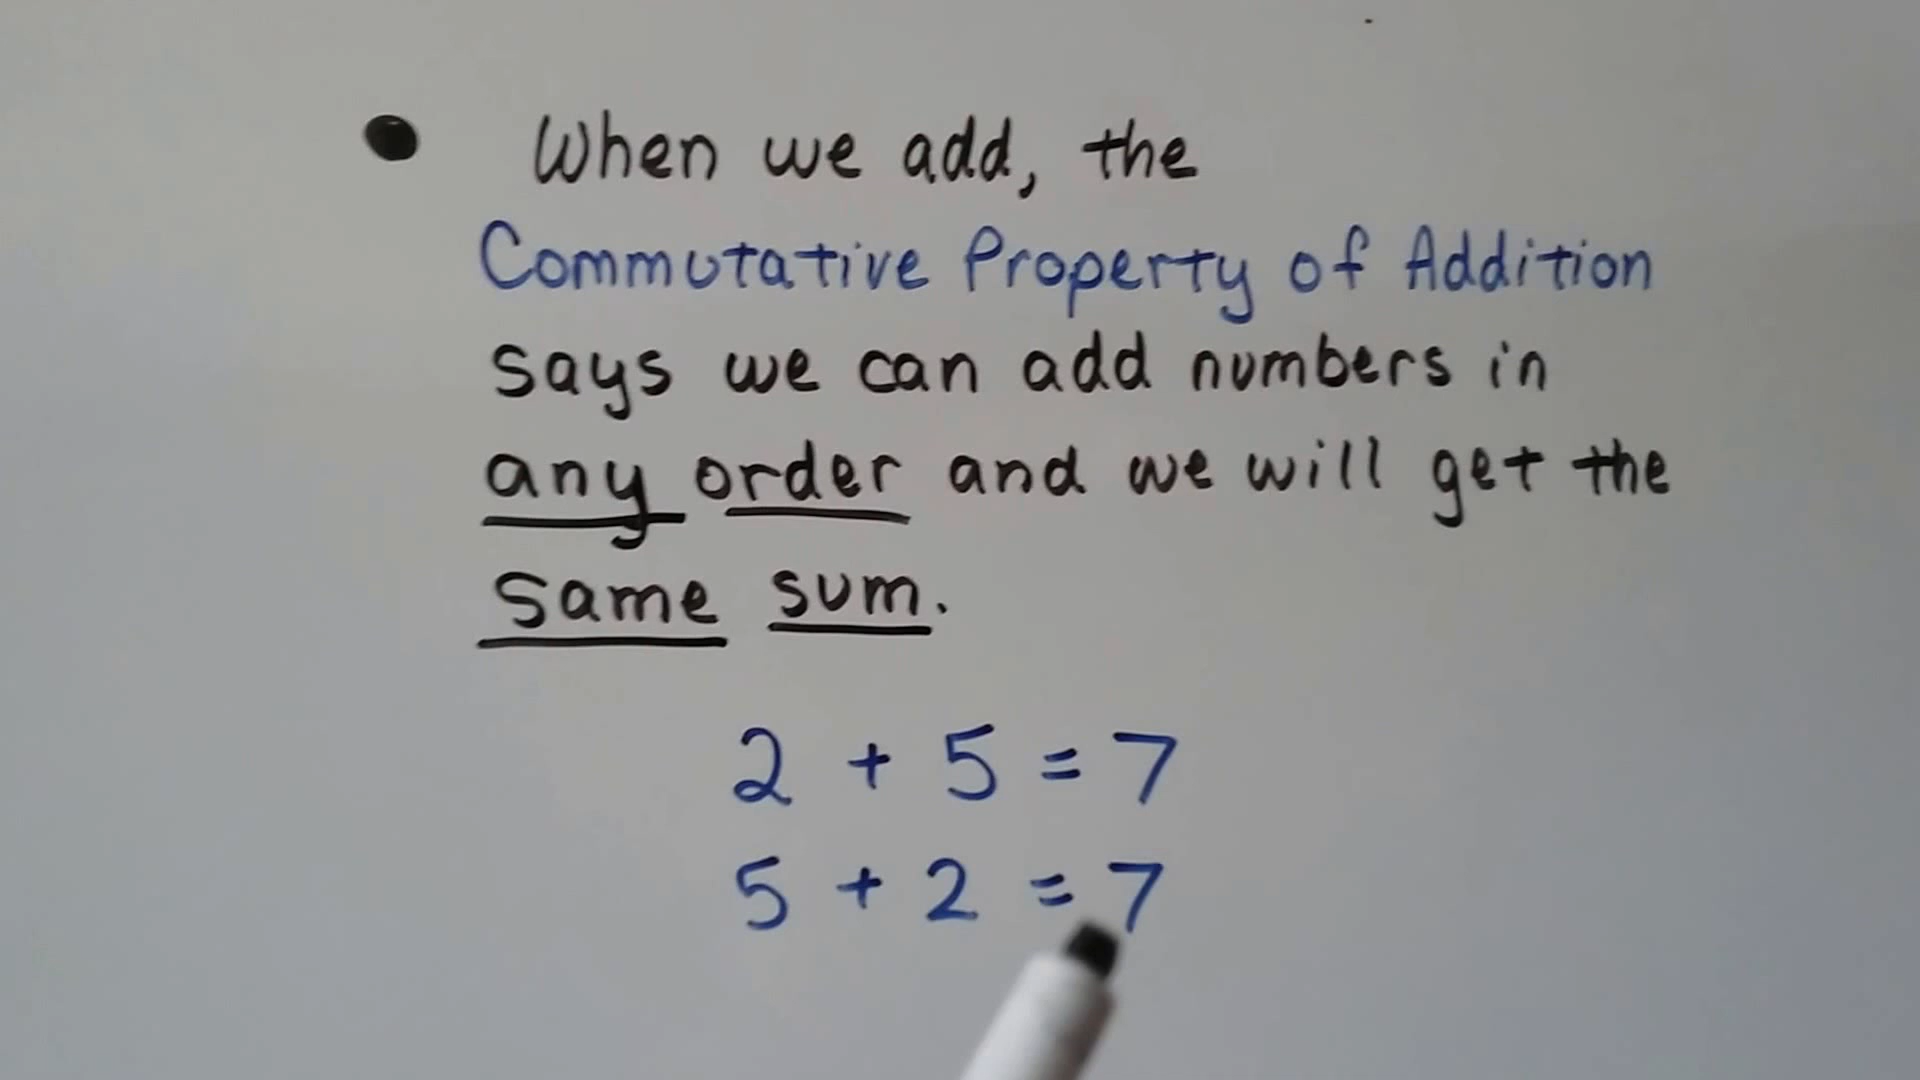 • When we add, the
Commutative Property of Addition
says we can add numbers in
any order and we will get the
same sum.
2 + 5 = 7
5 + 2 = 7